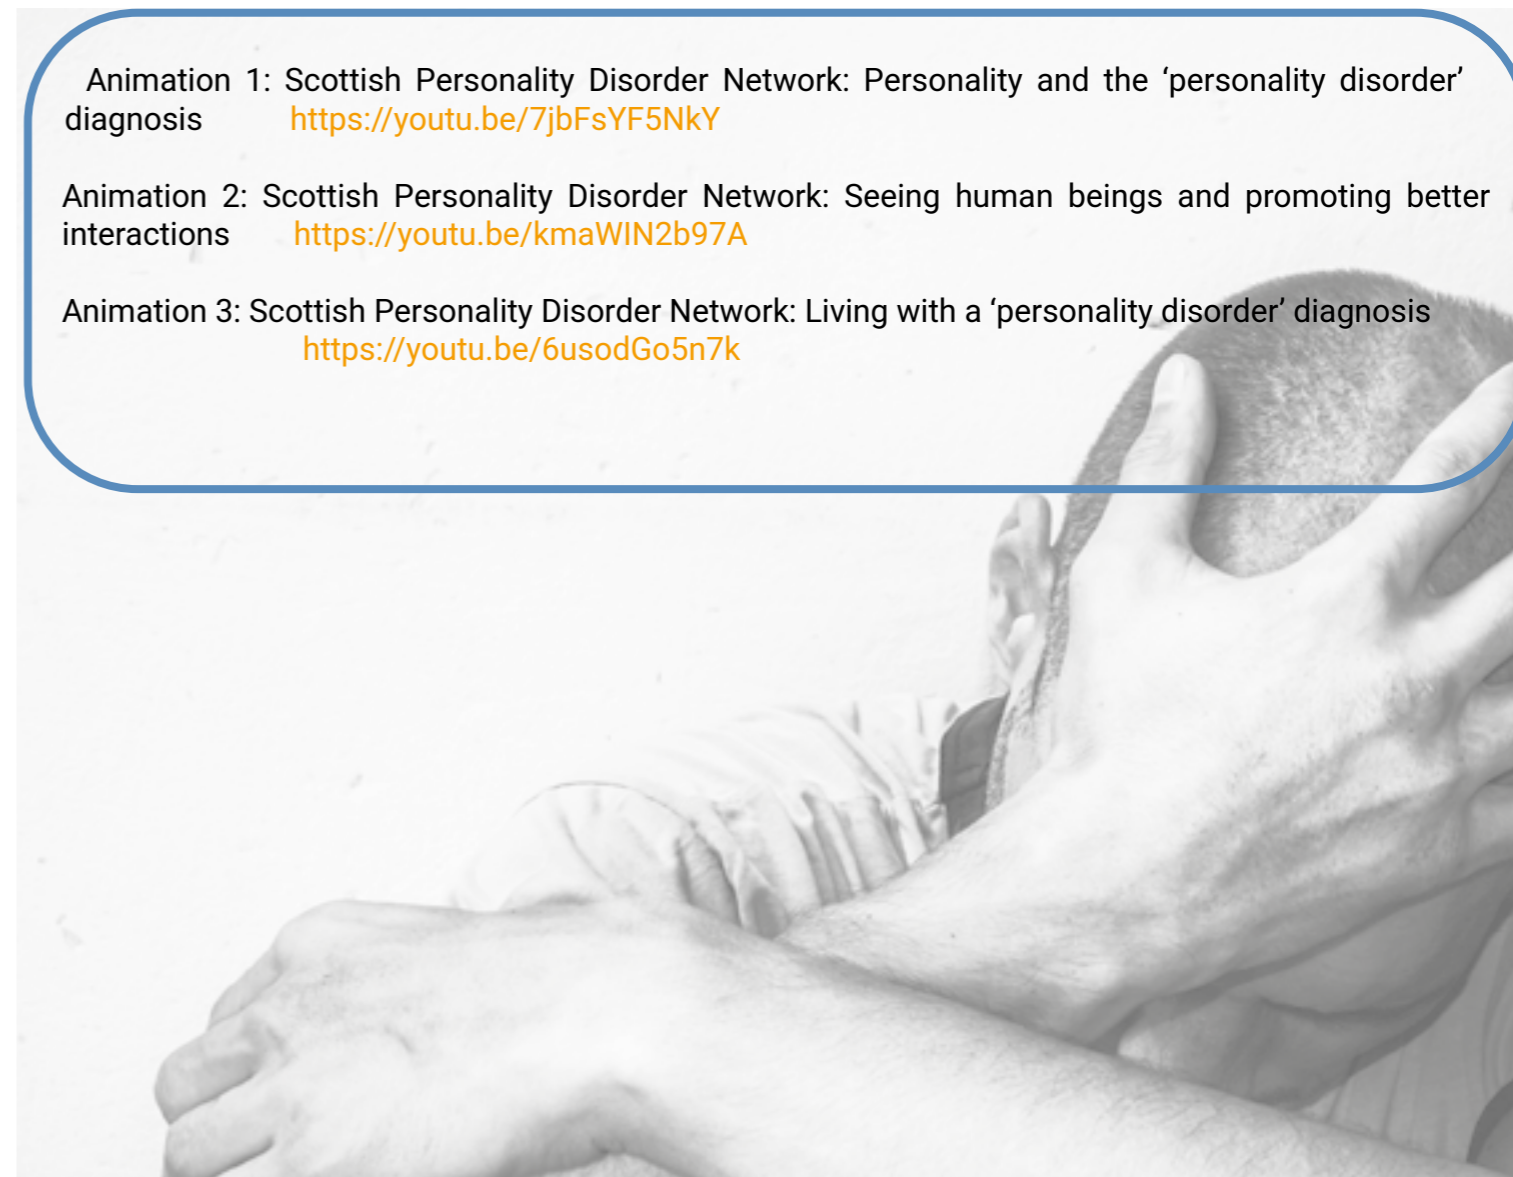 Animation 1: Scottish Personality Disorder Network: Personality and the ‘personality disorder’
diagnosis https://youtu.be/7jbFsYF5NkY
Animation 2: Scottish Personality Disorder Network: Seeing human beings and promoting better
interactions https://youtu.be/kmaWIN2b97A
Animation 3: Scottish Personality Disorder Network: Living with a ‘personality disorder’ diagnosis
https://youtu.be/6usodGo5n7k